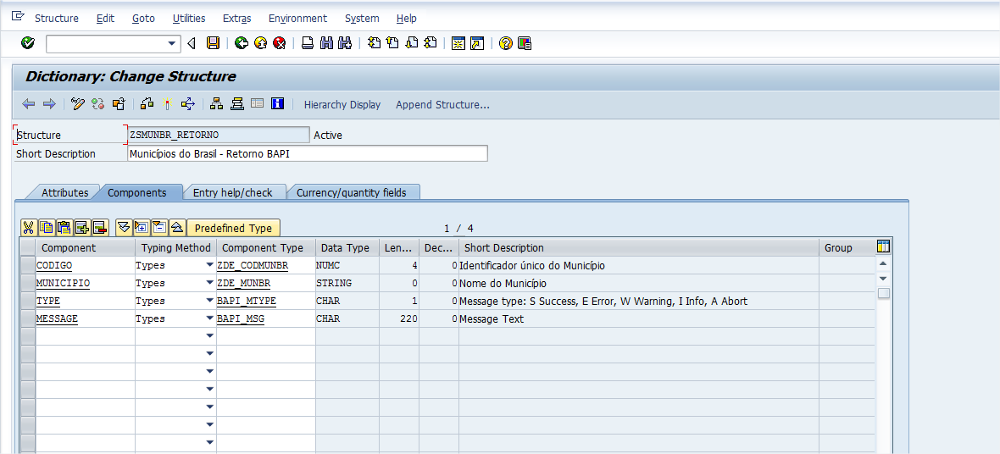 Structure Edit Goto Utilities Extras Environment System Help
Dictionary: Change Structure
Hierarchy Display Append Structure...
Structure ZSMUNBR_RETORNO Active
Short Description Municípios do Brasil - Retorno BAPI
Attributes Components Entry help/check Currency/quantity fields
Predefined Type 1 / 4
Component Typing Method Component Type Data Type Len... Dec... Short Description Group
CODIGO Types ZDE_CODMUNBR NUMC 4 0 Identificador único do Município
MUNICIPIO Types ZDE_MUNBR STRING 0 0 Nome do Município
TYPE Types BAPI_MTYPE CHAR 1 0 Message type: S Success, E Error, W Warning, I Info, A Abort
MESSAGE Types BAPI_MSG CHAR 220 0 Message Text